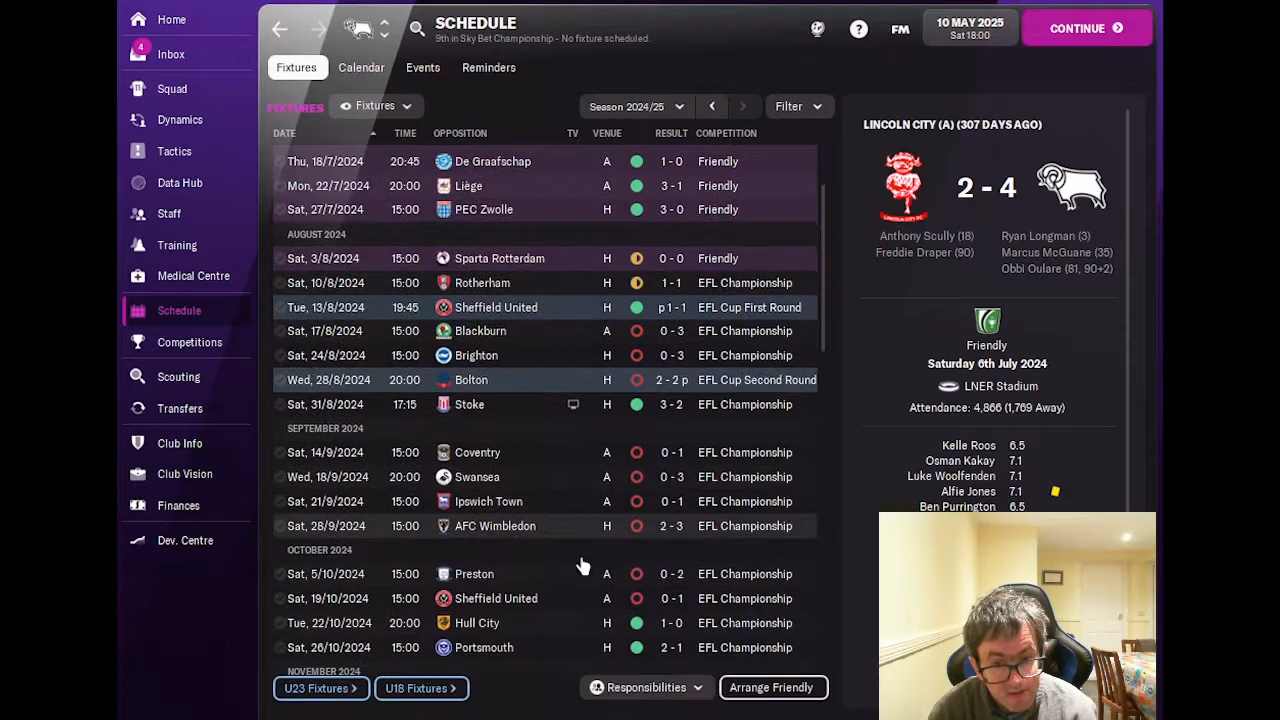 Home
4
Inbox
Squad
Dynamics
Tactics
Data Hub
Staff
Training
Medical Centre
Schedule
Competitions
Scouting
Transfers
Club Info
Club Vision
Finances
Dev. Centre
SCHEDULE
9th in Sky Bet Championship - No fixture scheduled.
?
FM
10 MAY 2025
Sat 18:00
CONTINUE
Fixtures
Calendar
Events
Reminders
FIXTURES
Fixtures
Season 2024/25
Filter
DATE TIME OPPOSITION TV VENUE RESULT COMPETITION
Thu, 18/7/2024 20:45 De Graafschap A 1 - 0 Friendly
Mon, 22/7/2024 20:00 Liège A 3 - 1 Friendly
Sat, 27/7/2024 15:00 PEC Zwolle H 3 - 0 Friendly
AUGUST 2024
Sat, 3/8/2024 15:00 Sparta Rotterdam H 0 - 0 Friendly
Sat, 10/8/2024 15:00 Rotherham H 1 - 1 EFL Championship
Tue, 13/8/2024 19:45 Sheffield United H p 1 - 1 EFL Cup First Round
Sat, 17/8/2024 15:00 Blackburn A 0 - 3 EFL Championship
Sat, 24/8/2024 15:00 Brighton H 0 - 3 EFL Championship
Wed, 28/8/2024 20:00 Bolton H 2 - 2 p EFL Cup Second Round
Sat, 31/8/2024 17:15 Stoke H 3 - 2 EFL Championship
SEPTEMBER 2024
Sat, 14/9/2024 15:00 Coventry A 0 - 1 EFL Championship
Wed, 18/9/2024 20:00 Swansea A 0 - 3 EFL Championship
Sat, 21/9/2024 15:00 Ipswich Town A 0 - 1 EFL Championship
Sat, 28/9/2024 15:00 AFC Wimbledon H 2 - 3 EFL Championship
OCTOBER 2024
Sat, 5/10/2024 15:00 Preston A 0 - 2 EFL Championship
Sat, 19/10/2024 15:00 Sheffield United A 0 - 1 EFL Championship
Tue, 22/10/2024 20:00 Hull City H 1 - 0 EFL Championship
Sat, 26/10/2024 15:00 Portsmouth H 2 - 1 EFL Championship
NOVEMBER 2024
U23 Fixtures >
U18 Fixtures >
Responsibilities
Arrange Friendly
LINCOLN CITY (A) (307 DAYS AGO)
LINCOLN CITY FC
2 - 4
Anthony Scully (18)
Freddie Draper (90)
Ryan Longman (3)
Marcus McGuane (35)
Obbi Oulare (81, 90+2)
Friendly
Saturday 6th July 2024
LNER Stadium
Attendance: 4,866 (1,769 Away)
Kelle Roos 6.5
Osman Kakay 7.1
Luke Woolfenden 7.1
Alfie Jones 7.1
Ben Purrington 6.5